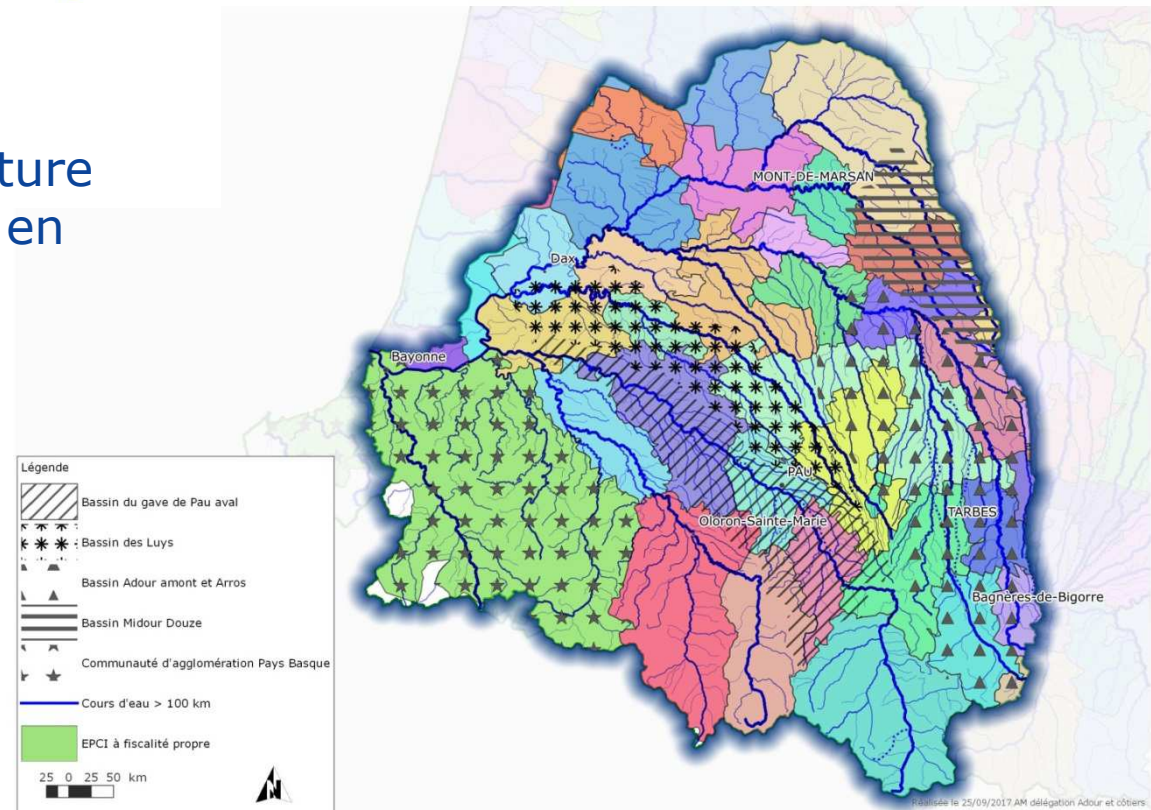 ture
en
MONT-DE-MARSAN
Dax
Bayonne
PAU
Oloron-Sainte-Marie
TARBES
Bagnères-de-Bigorre
Légende
Bassin du gave de Pau aval
Bassin des Luys
Bassin Adour amont et Arros
Bassin Midour Douze
Communauté d'agglomération Pays Basque
Cours d'eau > 100 km
EPCI à fiscalité propre
25 0 25 50 km
N
Réalisée le 25/09/2017 AM délégation Adour et côtiers